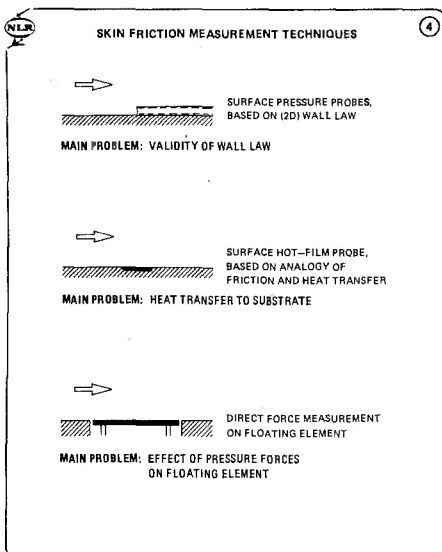 NLR
SKIN FRICTION MEASUREMENT TECHNIQUES
4
SURFACE PRESSURE PROBES,
BASED ON (2D) WALL LAW
MAIN PROBLEM: VALIDITY OF WALL LAW
SURFACE HOT-FILM PROBE,
BASED ON ANALOGY OF
FRICTION AND HEAT TRANSFER
MAIN PROBLEM: HEAT TRANSFER TO SUBSTRATE
DIRECT FORCE MEASUREMENT
ON FLOATING ELEMENT
MAIN PROBLEM: EFFECT OF PRESSURE FORCES
ON FLOATING ELEMENT